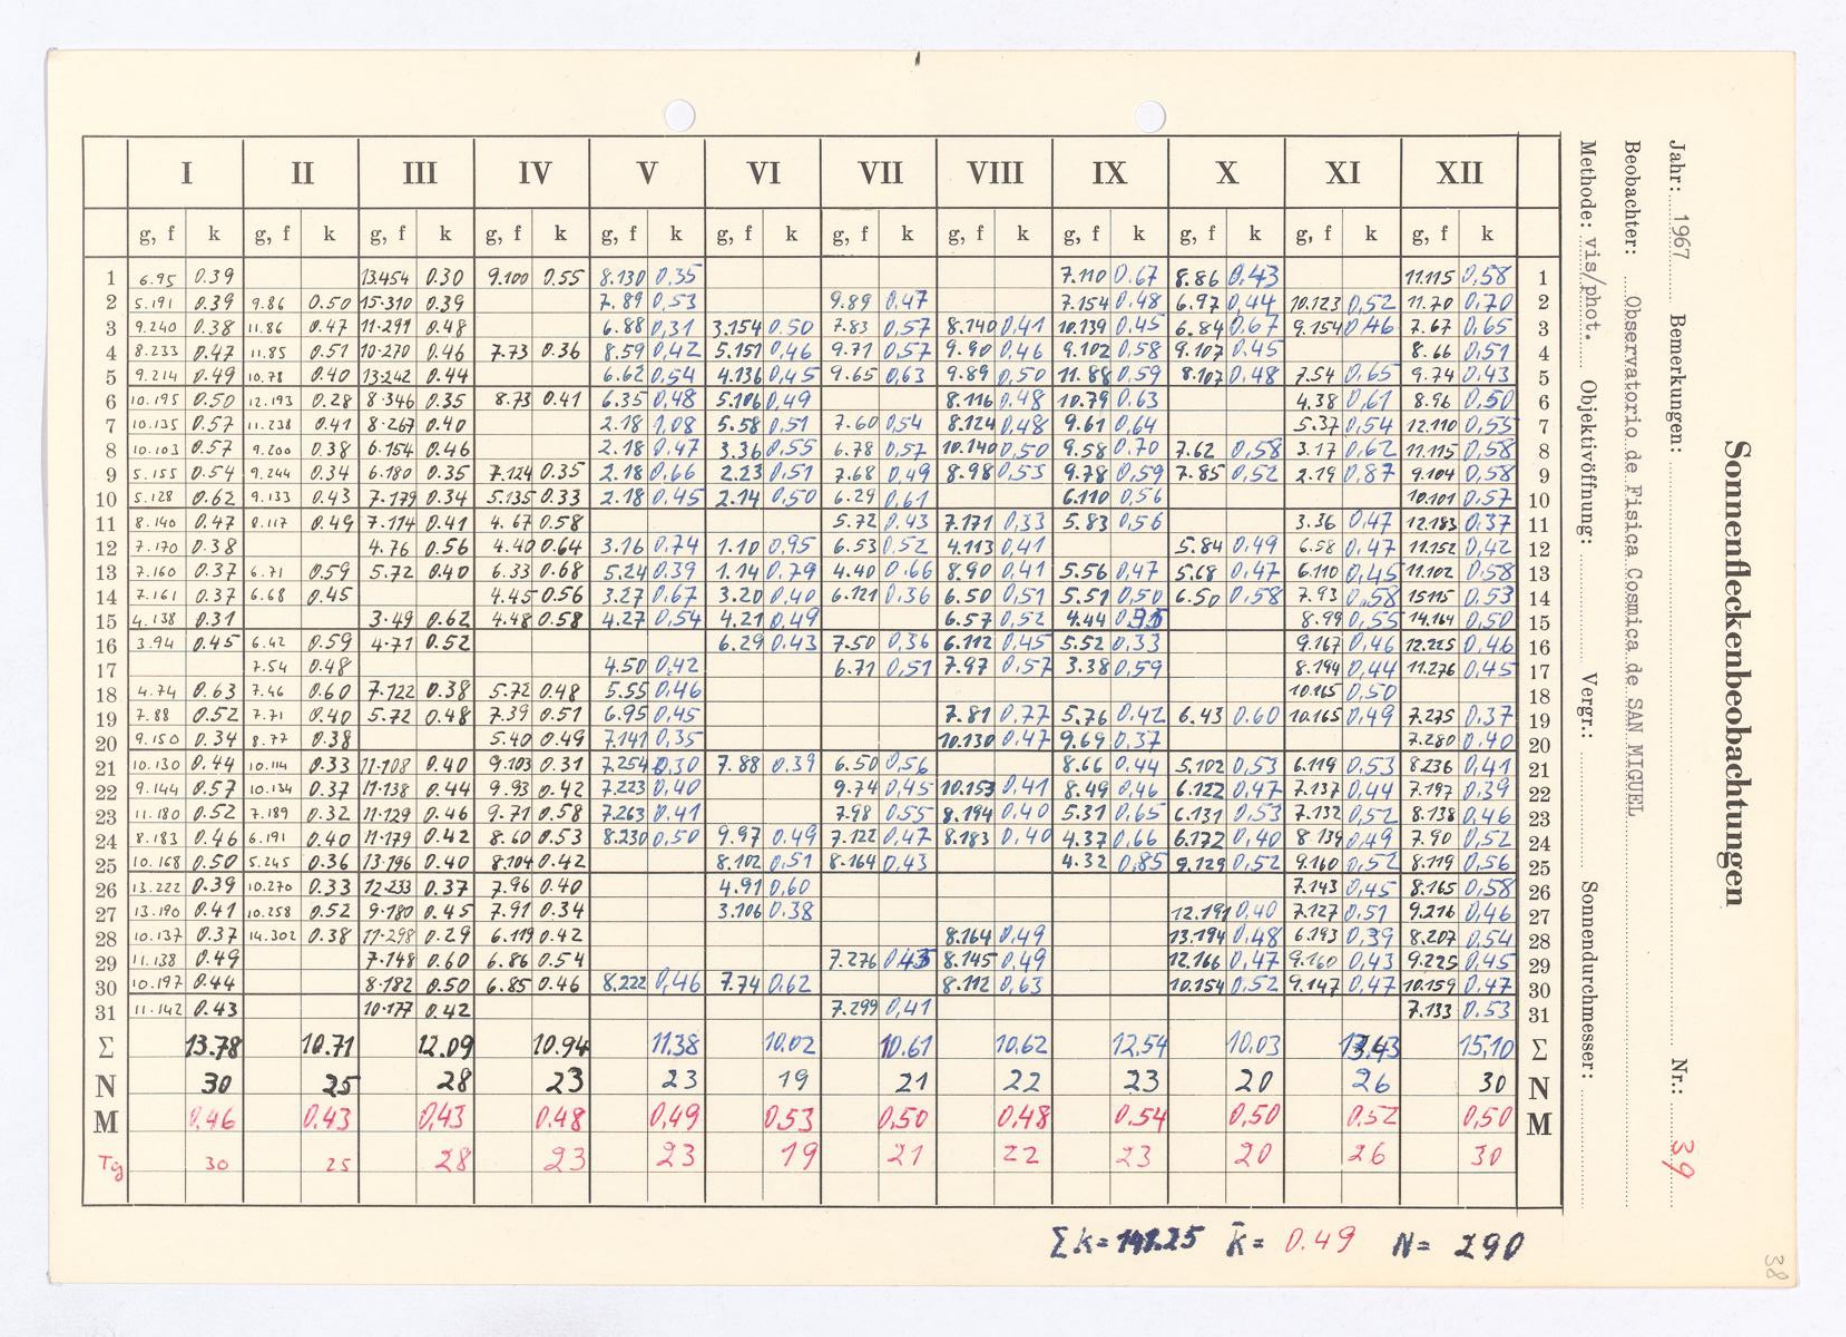 I II III IV V VI VII VIII IX X XI XII
g, f k g, f k g, f k g, f k g, f k g, f k g, f k g, f k g, f k g, f k g, f k g, f k
1 6.95 0.39 13.454 0.30 9.100 0.55 8.130 0,35 7.110 0.67 8.86 0,43 11.115 0,58 1
2 5.191 0.39 9.86 0.50 15.310 0.39 7.89 0,53 9.89 0,47 7.154 0.48 6.97 0,44 10.123 0,52 11.70 0,70 2
3 9.240 0.38 11.86 0.47 11.291 0.48 6.88 0,31 3.154 0.50 7.83 0,57 8.140 0,41 10.139 0.45 6.84 0.67 9.154 0,46 7.67 0,65 3
4 8.233 0.47 11.85 0.51 10.270 0.46 7.73 0.36 8.59 0,42 5.151 0,46 9.71 0,57 9.90 0,46 9.102 0,58 9.107 0.45 8.66 0,51 4
5 9.214 0.49 10.78 0.40 13.242 0.44 6.62 0,54 4.136 0,45 9.65 0,63 9.89 0,50 11.88 0,59 8.107 0,48 7.54 0,65 9.74 0,43 5
6 10.195 0.50 12.193 0.28 8.346 0.35 8.73 0.41 6.35 0,48 5.106 0,49 8.116 0.48 10.79 0.63 4.38 0,61 8.96 0,50 6
7 10.135 0.57 11.238 0.41 8.267 0.40 2.18 1,08 5.58 0,51 7.60 0,54 8.124 0,48 9.61 0,64 5.37 0,54 12.110 0,55 7
8 10.103 0.57 9.200 0.38 6.154 0.46 2.18 0.47 3.36 0,55 6.78 0,57 10.140 0,50 9.58 0.70 7.62 0,58 3.17 0,62 11.115 0,58 8
9 5.155 0.54 9.244 0.34 6.180 0.35 7.124 0.35 2.18 0,66 2.23 0,51 7.68 0,49 8.98 0,53 9.78 0,59 7.85 0,52 2.19 0,87 9.104 0,58 9
10 5.128 0.62 9.133 0.43 7.179 0.34 5.135 0.33 2.18 0.45 2.14 0,50 6.29 0,61 6.110 0,56 10.101 0.57 10
11 8.140 0.47 8.117 0.49 7.114 0.41 4.67 0.58 5.72 0,43 7.171 0,33 5.83 0,56 3.36 0,47 12.183 0,37 11
12 7.170 0.38 4.76 0.56 4.40 0.64 3.16 0,74 1.10 0,95 6.53 0,52 4.113 0,41 5.84 0,49 6.58 0,47 11.152 0,42 12
13 7.160 0.37 6.71 0.59 5.72 0.40 6.33 0.68 5.24 0.39 1.14 0,79 4.40 0.66 8.90 0,41 5.56 0,47 5.68 0,47 6.110 0,45 11.102 0,58 13
14 7.161 0.37 6.68 0.45 4.45 0.56 3.27 0,67 3.20 0,40 6.121 0,36 6.50 0,51 5.51 0,50 6.50 0,58 7.93 0,58 15.115 0,53 14
15 4.138 0.31 3.49 0.62 4.48 0.58 4.27 0,54 4.21 0,49 6.57 0,52 4.44 8.99 0,55 14.164 0,50 15
16 3.94 0.45 6.42 0.59 4.71 0.52 6.29 0.43 7.50 0,36 6.112 0,45 5.52 0,33 9.167 0,46 12.225 0,46 16
17 7.54 0.48 4.50 0,42 6.71 0,51 7.97 0,57 3.38 0,59 8.194 0,44 11.276 0,45 17
18 4.74 0.63 7.46 0.60 7.122 0.38 5.72 0.48 5.55 0,46 10.165 0,50 18
19 7.88 0.52 7.71 0.40 5.72 0.48 7.39 0.51 6.95 0,45 7.81 0.77 5.76 0.42 6.43 0.60 10.165 0,49 7.275 0,37 19
20 9.150 0.34 8.77 0.38 5.40 0.49 7.141 0,35 10.130 0,47 9.69 0,37 7.280 0.40 20
21 10.130 0.44 10.114 0.33 11.108 0.40 9.103 0.31 7.254 0,30 7.88 0,39 6.50 0,56 8.66 0,44 5.102 0,53 6.119 0,53 8.236 0,41 21
22 9.144 0.57 10.134 0.37 11.138 0.44 9.93 0.42 7.223 0,40 9.74 0,45 10.153 0,41 8.49 0,46 6.122 0,47 7.137 0,44 7.197 0,39 22
23 11.180 0.52 7.189 0.32 11.129 0.46 9.71 0.58 7.263 0.41 7.98 0,55 8.194 0.40 5.31 0,65 6.131 0,53 7.132 0,52 8.138 0,46 23
24 8.183 0.46 6.191 0.40 11.179 0.42 8.60 0.53 8.230 0,50 9.97 0,49 7.122 0,47 8.183 0,40 4.37 0,66 6.172 0,40 8.139 0,49 7.90 0,52 24
25 10.168 0.50 5.245 0.36 13.196 0.40 8.104 0.42 8.102 0,51 8.164 0,43 4.32 0,85 9.129 0,52 9.160 0,52 8.119 0,56 25
26 13.222 0.39 10.270 0.33 12.233 0.37 7.96 0.40 4.91 0,60 7.143 0,45 8.165 0,58 26
27 13.190 0.41 10.258 0.52 9.180 0.45 7.91 0.34 3.106 0.38 12.191 0,40 7.127 0,51 9.216 0,46 27
28 10.137 0.37 14.302 0.38 11.298 0.29 6.119 0.42 8.164 0,49 13.194 0,48 6.193 0,39 8.207 0,54 28
29 11.138 0.49 7.148 0.60 6.86 0.54 7.276 0,43 8.145 0,49 12.166 0,47 9.160 0,43 9.225 0,45 29
30 10.197 0.44 8.182 0.50 6.85 0.46 8.222 0,46 7.74 0,62 8.112 0,63 10.154 0,52 9.147 0,47 10.159 0,47 30
31 11.142 0.43 10.177 0.42 7.299 0,41 7.133 0.53 31
Σ 13.78 10.71 12.09 10.94 11.38 10,02 10.61 10,62 12,54 10,03 13,43 15,10 Σ
N 30 25 28 23 23 19 21 22 23 20 26 30 N
M 0,46 0.43 0,43 0.48 0,49 0,53 0,50 0,48 0.54 0,50 0.52 0,50 M
Tg 30 25 28 23 23 19 21 22 23 20 26 30
Σk = 141.25 k̄ = 0.49 N = 290
Sonnenfleckenbeobachtungen
Jahr: 1967 Bemerkungen: Nr.: 39
Beobachter: Observatorio de Fisica Cosmica de SAN MIGUEL
Methode: vis/phot. Objektivöffnung: Vergr.: Sonnendurchmesser:
38